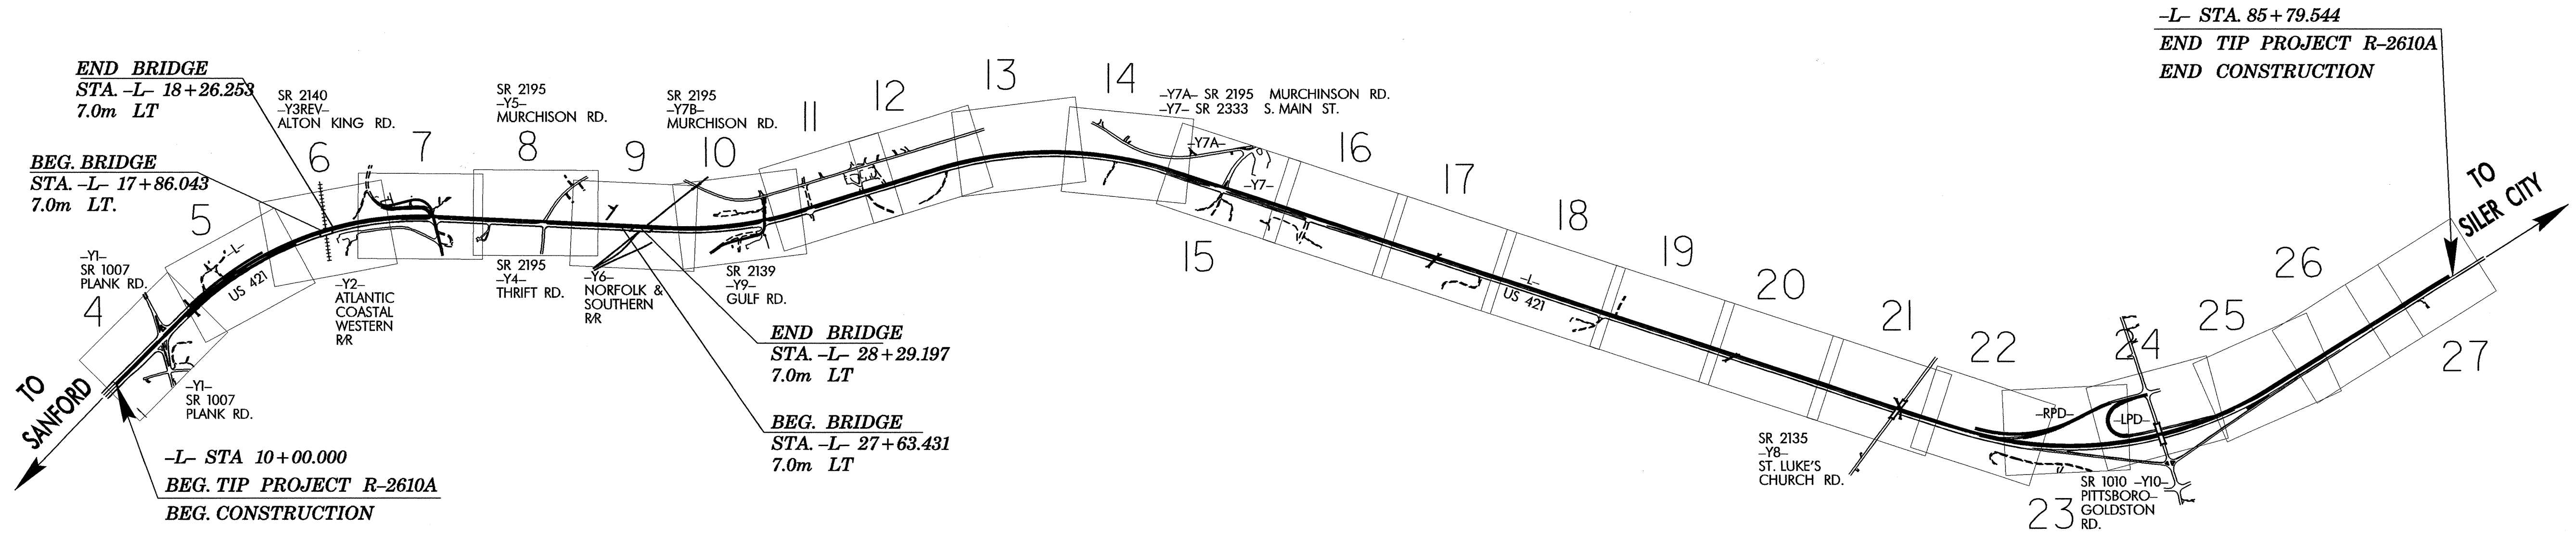 -L- STA. 85+79.544
END TIP PROJECT R-2610A
END CONSTRUCTION
END BRIDGE
STA. -L- 18+26.253
7.0m LT
SR 2140
-Y3REV-
ALTON KING RD.
SR 2195
-Y5-
MURCHISON RD.
SR 2195
-Y7B-
MURCHISON RD.
-Y7A- SR 2195 MURCHINSON RD.
-Y7- SR 2333 S. MAIN ST.
BEG. BRIDGE
STA. -L- 17+86.043
7.0m LT.
4
5
6
7
8
9
10
11
12
13
14
15
16
17
18
19
20
21
22
23
24
25
26
27
-Y7A-
-Y7-
-L-
US 421
-L-
US 421
-Y1-
SR 1007
PLANK RD.
-Y2-
ATLANTIC
COASTAL
WESTERN
R/R
SR 2195
-Y4-
THRIFT RD.
-Y6-
NORFOLK &
SOUTHERN
R/R
SR 2139
-Y9-
GULF RD.
END BRIDGE
STA. -L- 28+29.197
7.0m LT
BEG. BRIDGE
STA. -L- 27+63.431
7.0m LT
-Y1-
SR 1007
PLANK RD.
TO
SANFORD
-L- STA 10+00.000
BEG. TIP PROJECT R-2610A
BEG. CONSTRUCTION
SR 2135
-Y8-
ST. LUKE'S
CHURCH RD.
-RPD-
-LPD-
SR 1010 -Y10-
PITTSBORO-
GOLDSTON
RD.
TO
SILER CITY